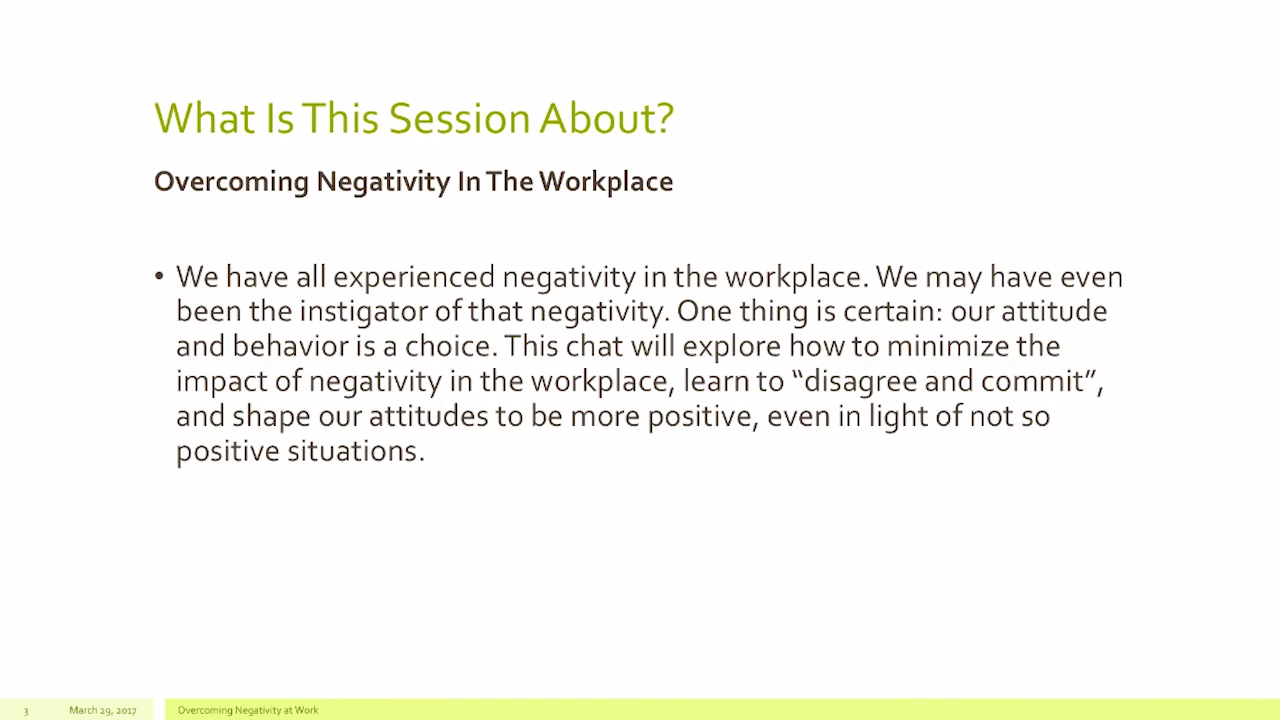 What Is This Session About?
Overcoming Negativity In The Workplace
• We have all experienced negativity in the workplace. We may have even
been the instigator of that negativity. One thing is certain: our attitude
and behavior is a choice. This chat will explore how to minimize the
impact of negativity in the workplace, learn to “disagree and commit”,
and shape our attitudes to be more positive, even in light of not so
positive situations.
3 March 29, 2017 Overcoming Negativity at Work